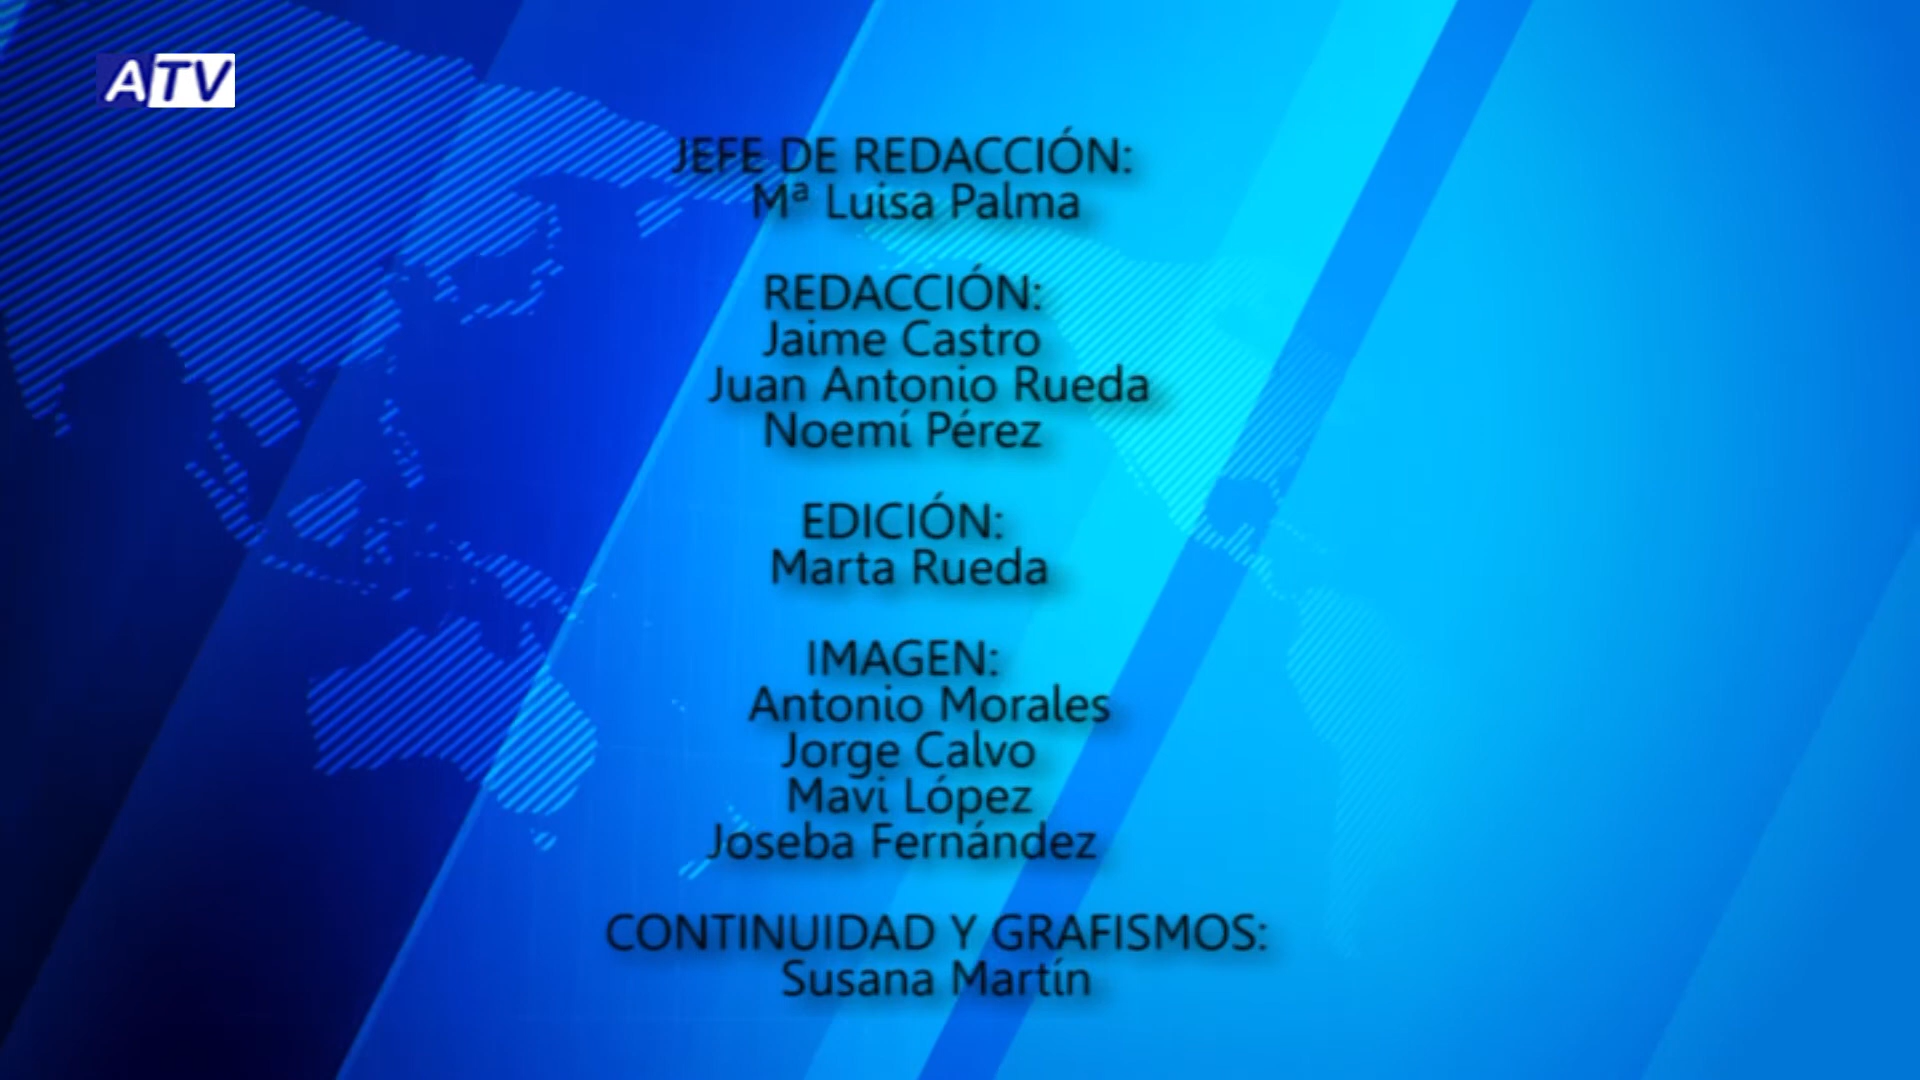 ATV
JEFE DE REDACCIÓN:
Mª Luisa Palma
REDACCIÓN:
Jaime Castro
Juan Antonio Rueda
Noemí Pérez
EDICIÓN:
Marta Rueda
IMAGEN:
Antonio Morales
Jorge Calvo
Mavi López
Joseba Fernández
CONTINUIDAD Y GRAFISMOS:
Susana Martín